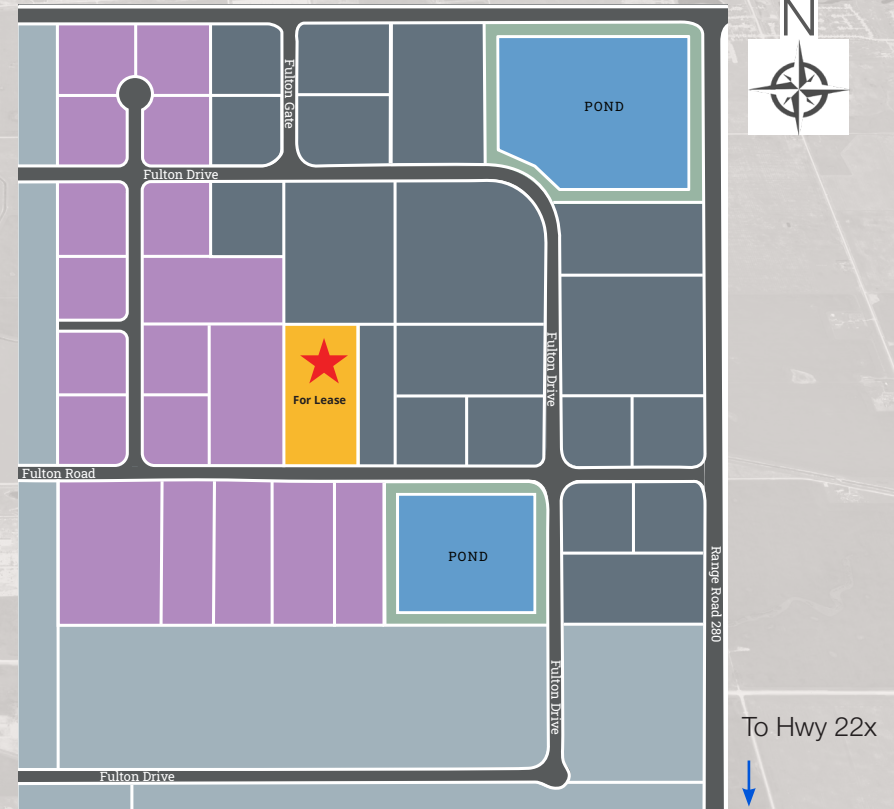 N
Fulton Gate
POND
Fulton Drive
Fulton Drive
For Lease
Fulton Road
POND
Range Road 280
Fulton Drive
To Hwy 22x
Fulton Drive